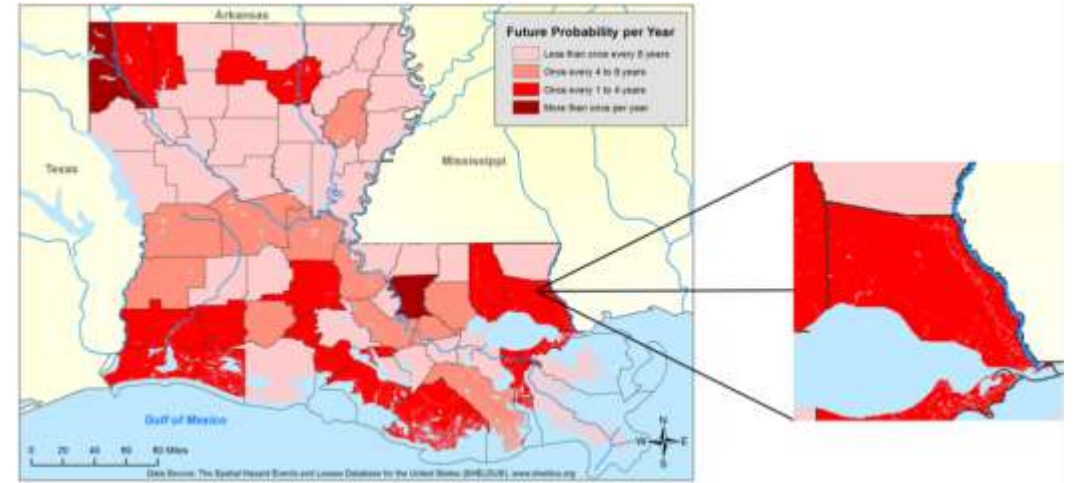 Arkansas
Future Probability per Year
Less than once every 8 years
Once every 4 to 8 years
Once every 1 to 4 years
More than once per year
Texas
Mississippi
Gulf of Mexico
N
W E
S
0 20 40 60 80 Miles
Data Source: The Spatial Hazard Events and Losses Database for the United States (SHELDUS), www.sheldus.org